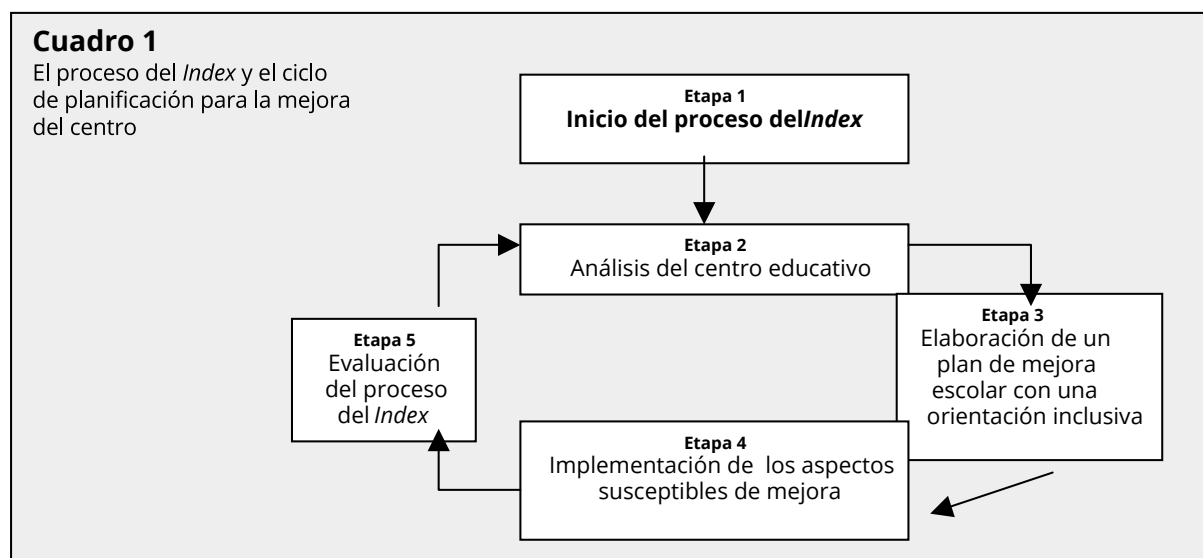 Cuadro 1
El proceso del Index y el ciclo
de planificación para la mejora
del centro
Etapa 1
Inicio del proceso delIndex
Etapa 2
Análisis del centro educativo
Etapa 3
Elaboración de un
plan de mejora
escolar con una
orientación inclusiva
Etapa 4
Implementación de los aspectos
susceptibles de mejora
Etapa 5
Evaluación
del proceso
del Index